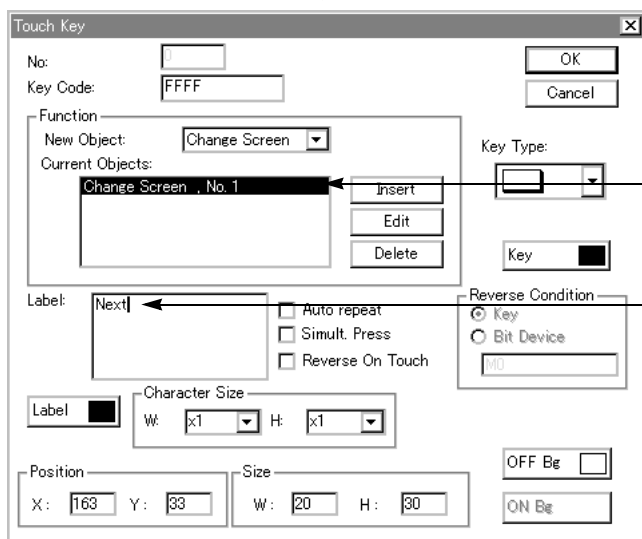 Touch Key
No: 0
Key Code: FFFF
OK
Cancel
Function
New Object: Change Screen
Current Objects:
Change Screen , No. 1
Insert
Edit
Delete
Key Type:
Key
Label: Next
Auto repeat
Simult. Press
Reverse On Touch
Reverse Condition
Key
Bit Device
M0
Label
Character Size
W: x1 H: x1
Position
X: 163 Y: 33
Size
W: 20 H: 30
OFF Bg
ON Bg